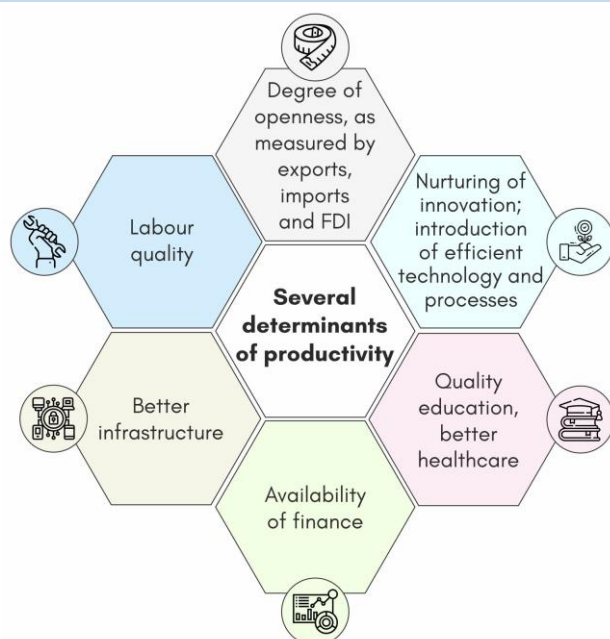 Degree of
openness, as
measured by
exports,
imports
and FDI
Labour
quality
Nurturing of
innovation;
introduction
of efficient
technology and
processes
Several
determinants
of productivity
Better
infrastructure
Quality
education,
better
healthcare
Availability
of finance